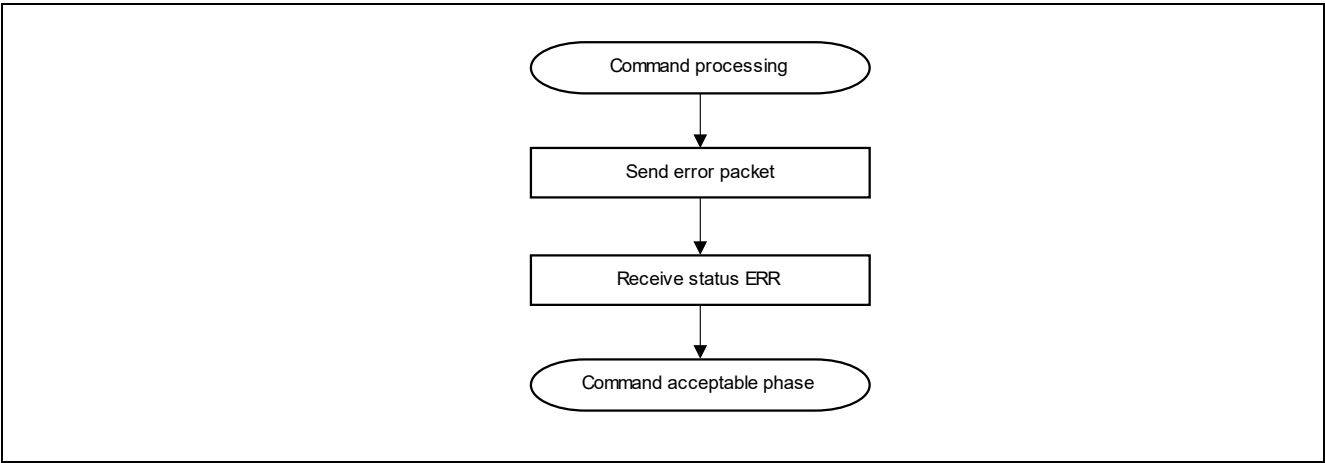 Command processing
Send error packet
Receive status ERR
Command acceptable phase